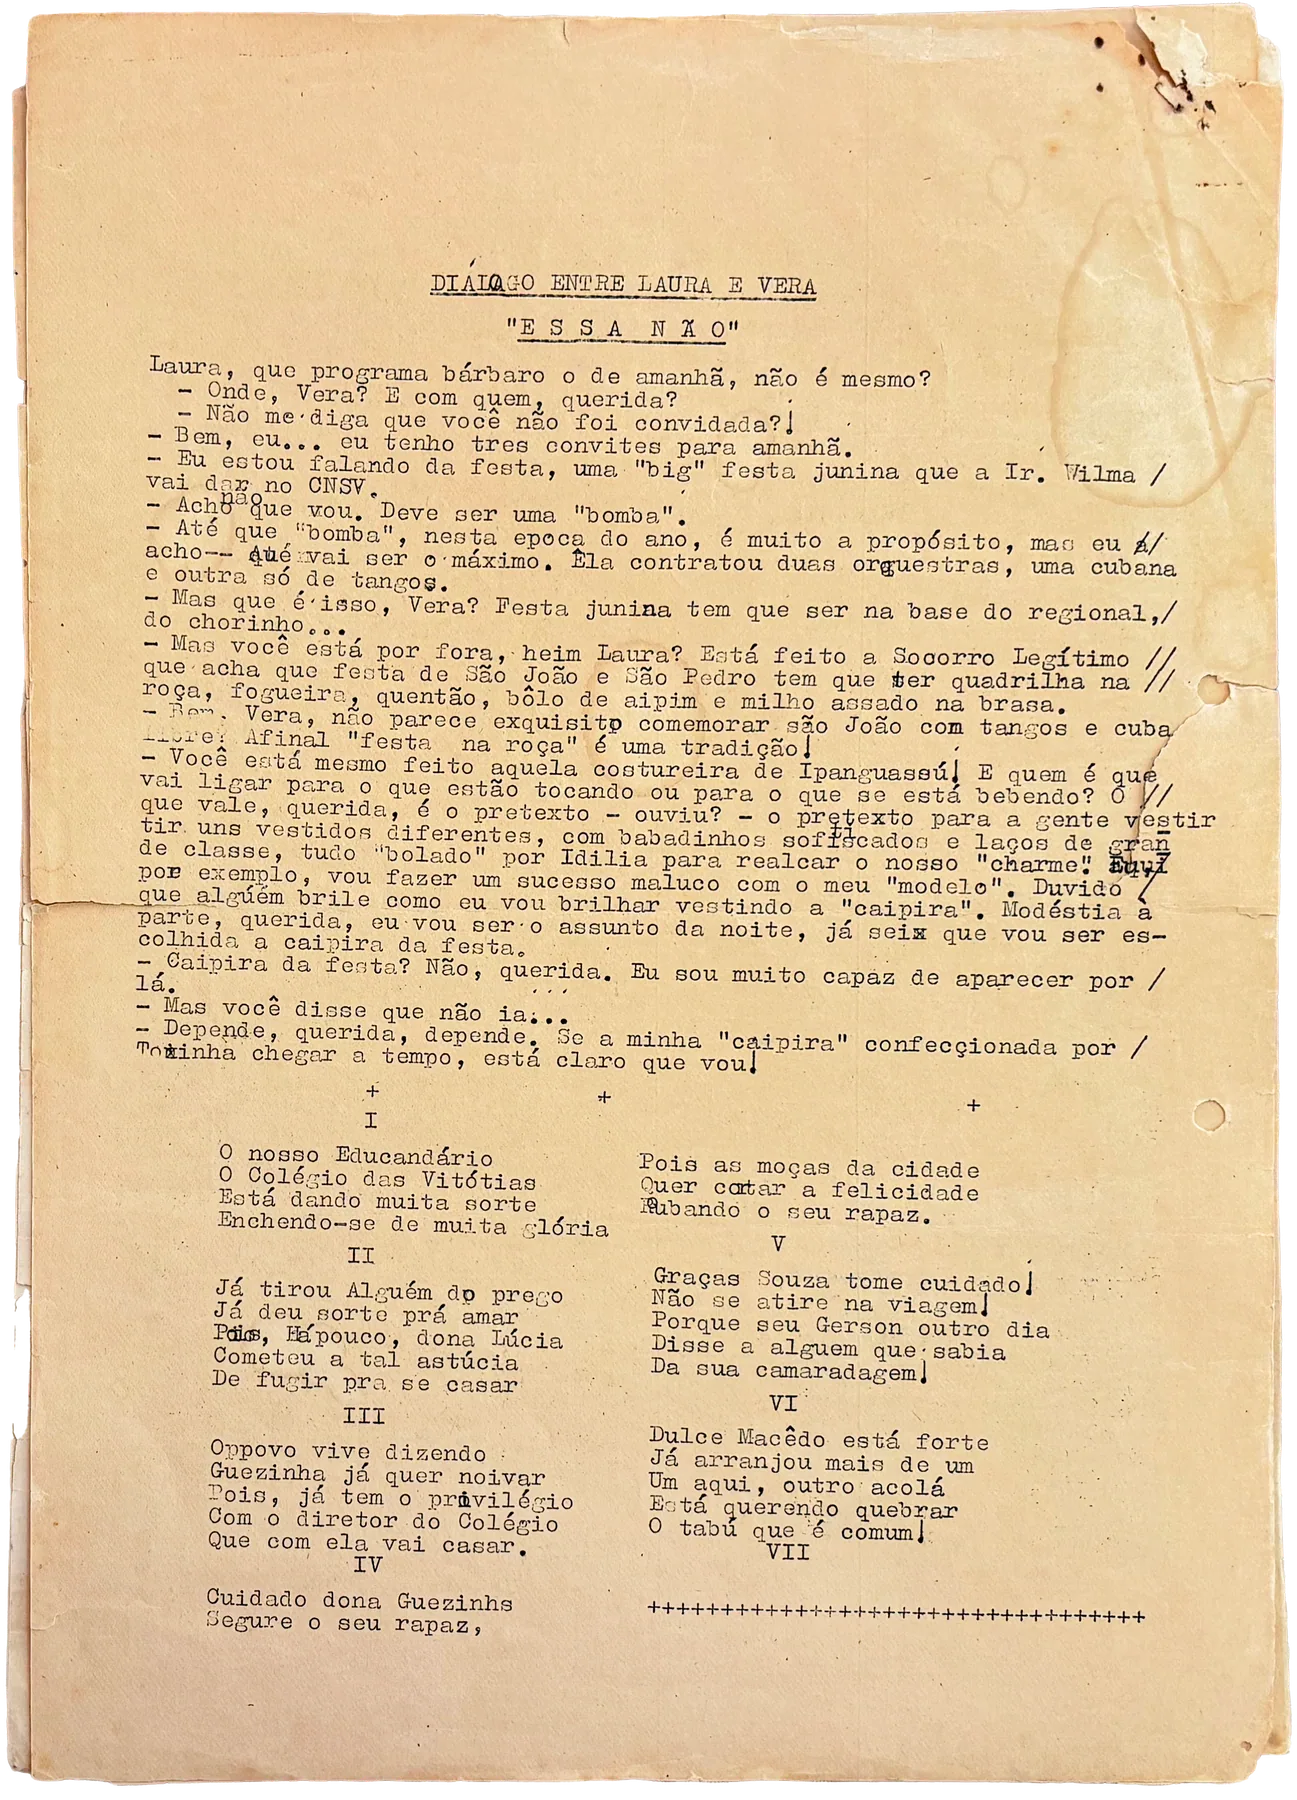 DIÁLOGO ENTRE LAURA E VERA
"E S S A N Ã O"
Laura, que programa bárbaro o de amanhã, não é mesmo?
- Onde, Vera? E com quem, querida?
- Não me diga que você não foi convidada?!
- Bem, eu... eu tenho tres convites para amanhã.
- Eu estou falando da festa, uma "big" festa junina que a Ir. Wilma /
vai dar no CNSV.
- Acho não que vou. Deve ser uma "bomba".
- Até que "bomba", nesta epoca do ano, é muito a propósito, mas eu /
acho-- que vai ser o máximo. Ela contratou duas orquestras, uma cubana
e outra só de tangos.
- Mas que é isso, Vera? Festa junina tem que ser na base do regional,/
do chorinho...
- Mas você está por fora, heim Laura? Está feito a Socorro Legítimo //
que acha que festa de São João e São Pedro tem que ter quadrilha na //
roça, fogueira, quentão, bôlo de aipim e milho assado na brasa.
- Bem, Vera, não parece exquisito comemorar são João com tangos e cuba
libre? Afinal "festa na roça" é uma tradição!
- Você está mesmo feito aquela costureira de Ipanguassú! E quem é que
vai ligar para o que estão tocando ou para o que se está bebendo? O //
que vale, querida, é o pretexto - ouviu? - o pretexto para a gente vestir
tir uns vestidos diferentes, com babadinhos sofisticados e laços de gran
de classe, tudo "bolado" por Idilia para realcar o nosso "charme". Equi
por exemplo, vou fazer um sucesso maluco com o meu "modelo". Duvido /
que alguém brile como eu vou brilhar vestindo a "caipira". Modéstia à
parte, querida, eu vou ser o assunto da noite, já seix que vou ser es-
colhida a caipira da festa.
- Caipira da festa? Não, querida. Eu sou muito capaz de aparecer por /
lá.
- Mas você disse que não ia...
- Depende, querida, depende. Se a minha "caipira" confecçionada por /
Toxinha chegar a tempo, está claro que vou!
+ + +
I
O nosso Educandário
O Colégio das Vitótias
Está dando muita sorte
Enchendo-se de muita glória
II
Já tirou Alguém do prego
Já deu sorte prá amar
Pois, Hápouco, dona Lúcia
Cometeu a tal astúcia
De fugir pra se casar
III
Oppovo vive dizendo
Guezinha já quer noivar
Pois, já tem o privilégio
Com o diretor do Colégio
Que com ela vai casar.
IV
Cuidado dona Guezinhs
Segure o seu rapaz,
Pois as moças da cidade
Quer cortar a felicidade
Rubando o seu rapaz.
V
Graças Souza tome cuidado!
Não se atire na viagem!
Porque seu Gerson outro dia
Disse a alguem que sabia
Da sua camaradagem!
VI
Dulce Macêdo está forte
Já arranjou mais de um
Um aqui, outro acolá
Está querendo quebrar
O tabú que é comum!
VII
++++++++++++++++++++++++++++++++++